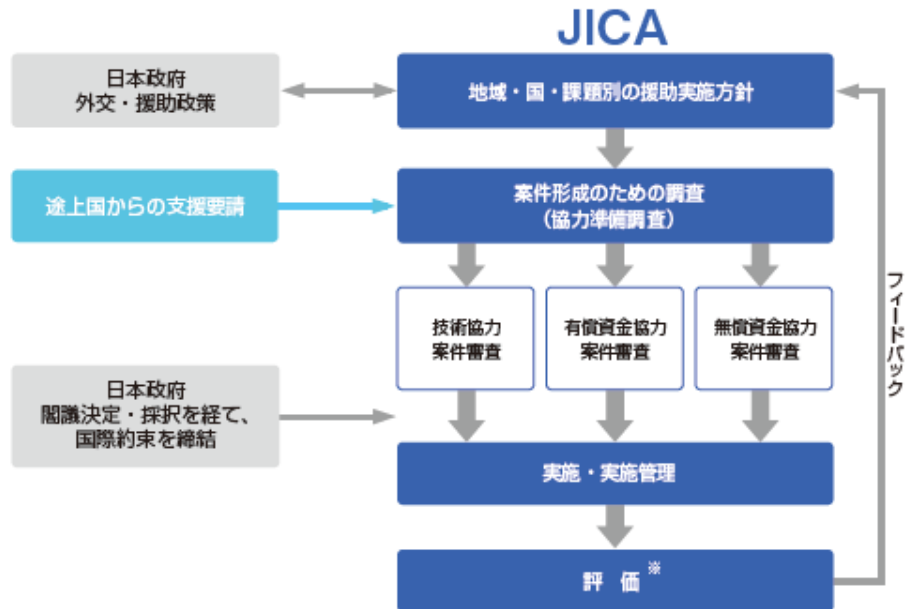 JICA
日本政府
外交・援助政策
地域・国・課題別の援助実施方針
途上国からの支援要請
案件形成のための調査
（協力準備調査）
技術協力
案件審査
有償資金協力
案件審査
無償資金協力
案件審査
フィードバック
日本政府
閣議決定・採択を経て、
国際約束を締結
実施・実施管理
評 価※